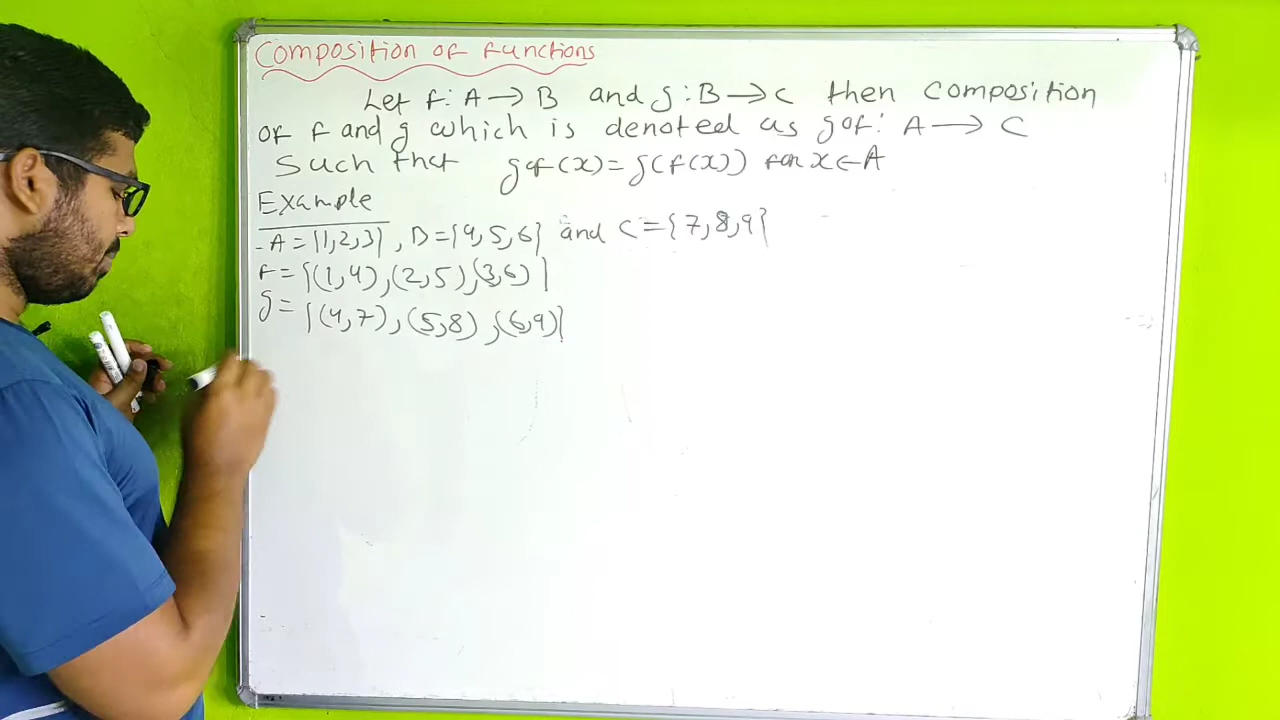 Composition of functions
Let f: A → B and g: B → C then composition
of f and g which is denoted as gof: A → C
Such that gof(x)=g(f(x)) for x∈A
Example
A={1,2,3}, B={4,5,6} and C={7,8,9}
f={(1,4),(2,5),(3,6)}
g={(4,7),(5,8),(6,9)}